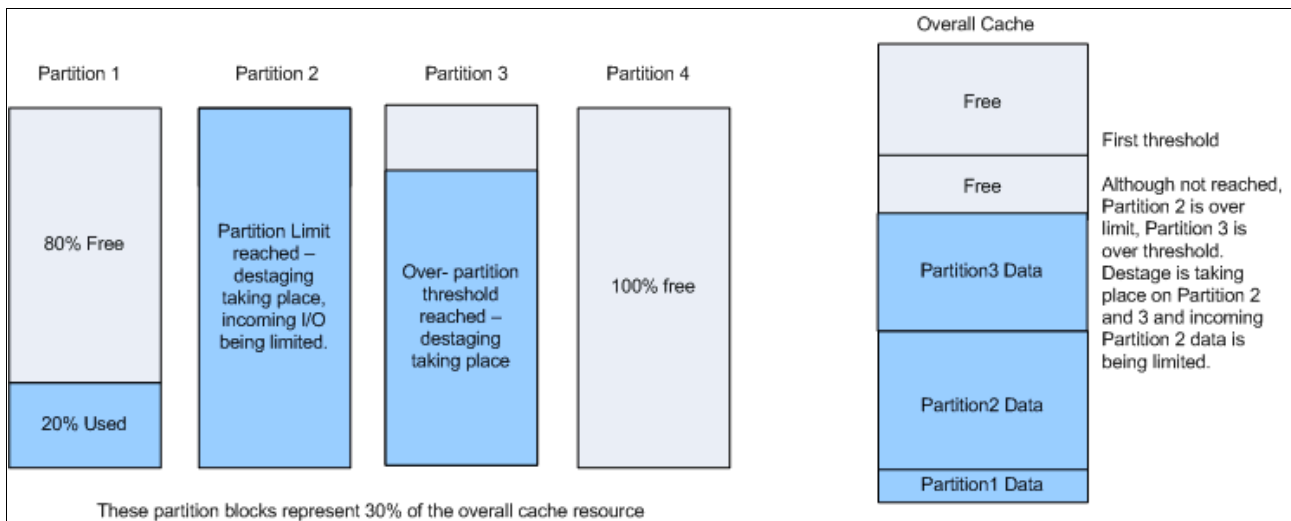 Overall Cache
Partition 1
Partition 2
Partition 3
Partition 4
80% Free
20% Used
Partition Limit
reached –
destaging
taking place,
incoming I/O
being limited.
Over- partition
threshold
reached –
destaging
taking place
100% free
Free
Free
Partition3 Data
Partition2 Data
Partition1 Data
First threshold
Although not reached,
Partition 2 is over
limit, Partition 3 is
over threshold.
Destage is taking
place on Partition 2
and 3 and incoming
Partition 2 data is
being limited.
These partition blocks represent 30% of the overall cache resource